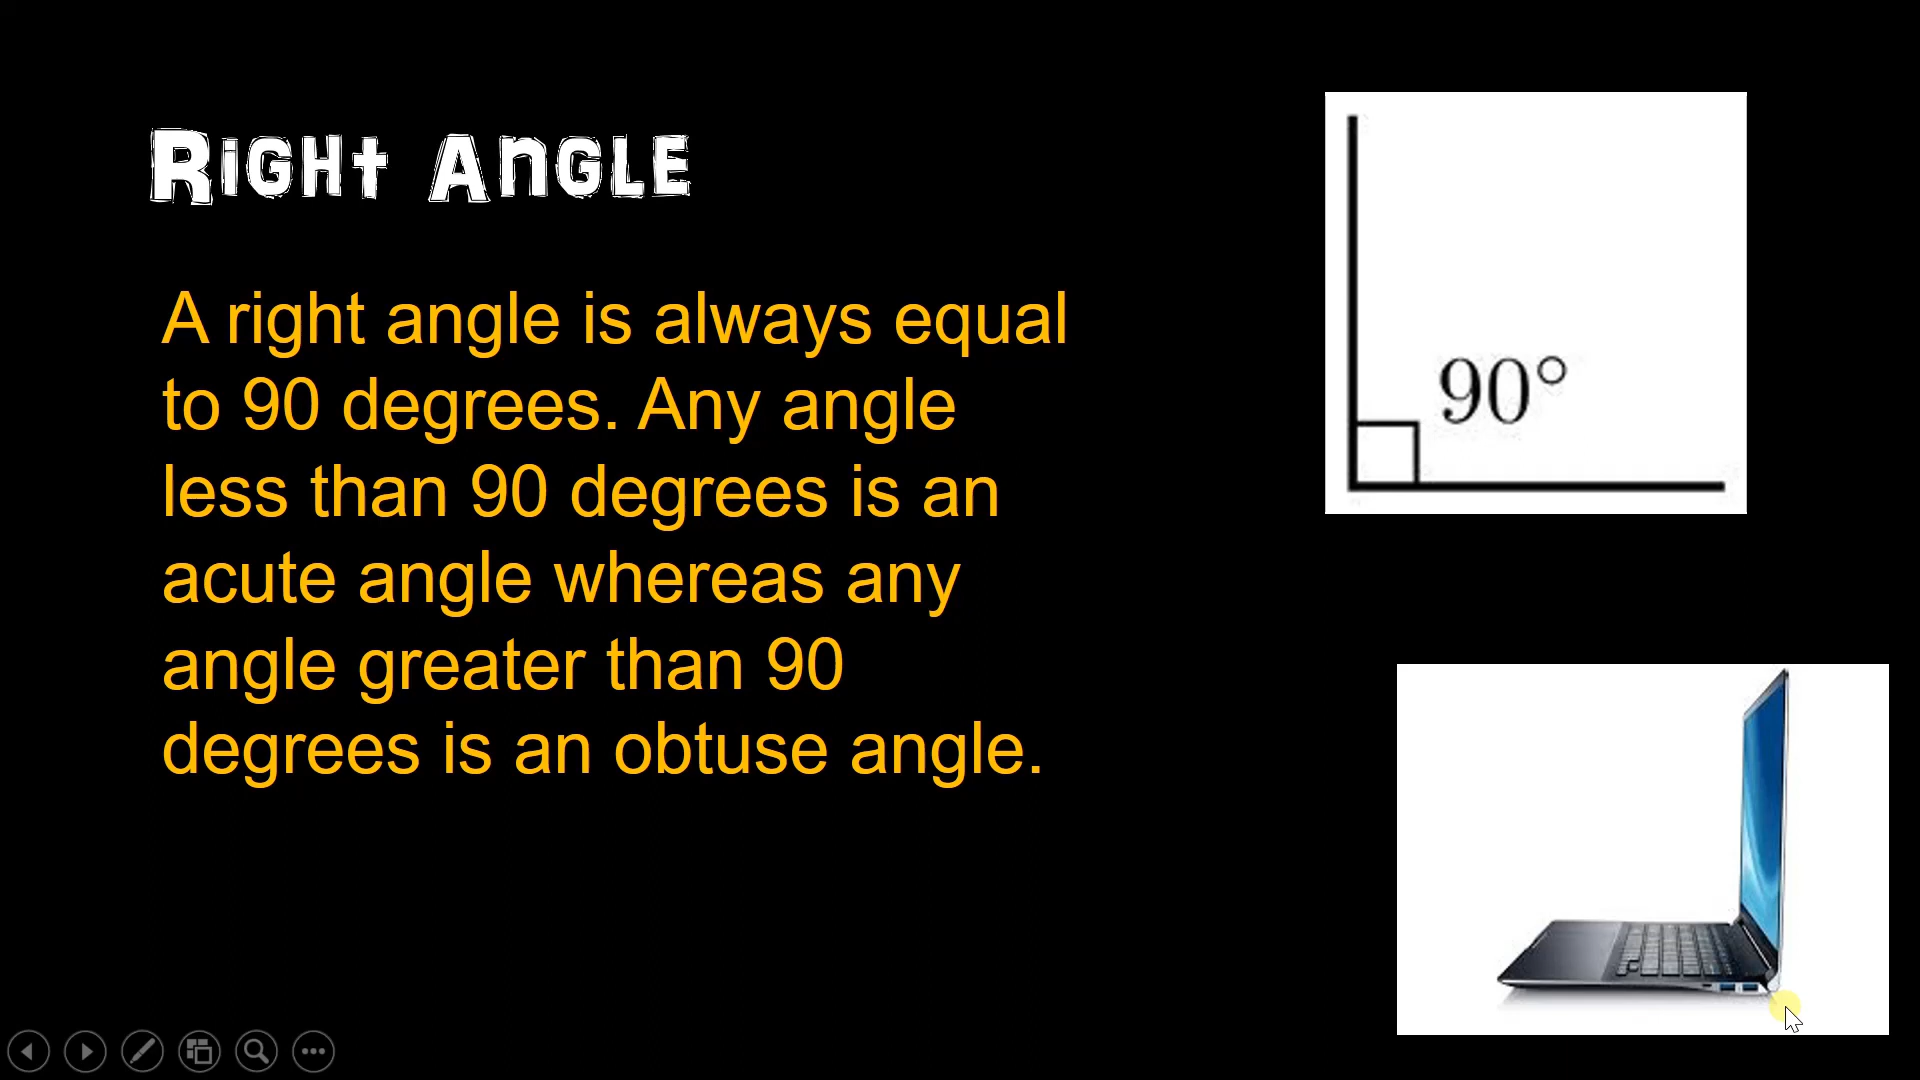 Right Angle
A right angle is always equal
to 90 degrees. Any angle
less than 90 degrees is an
acute angle whereas any
angle greater than 90
degrees is an obtuse angle.
90°